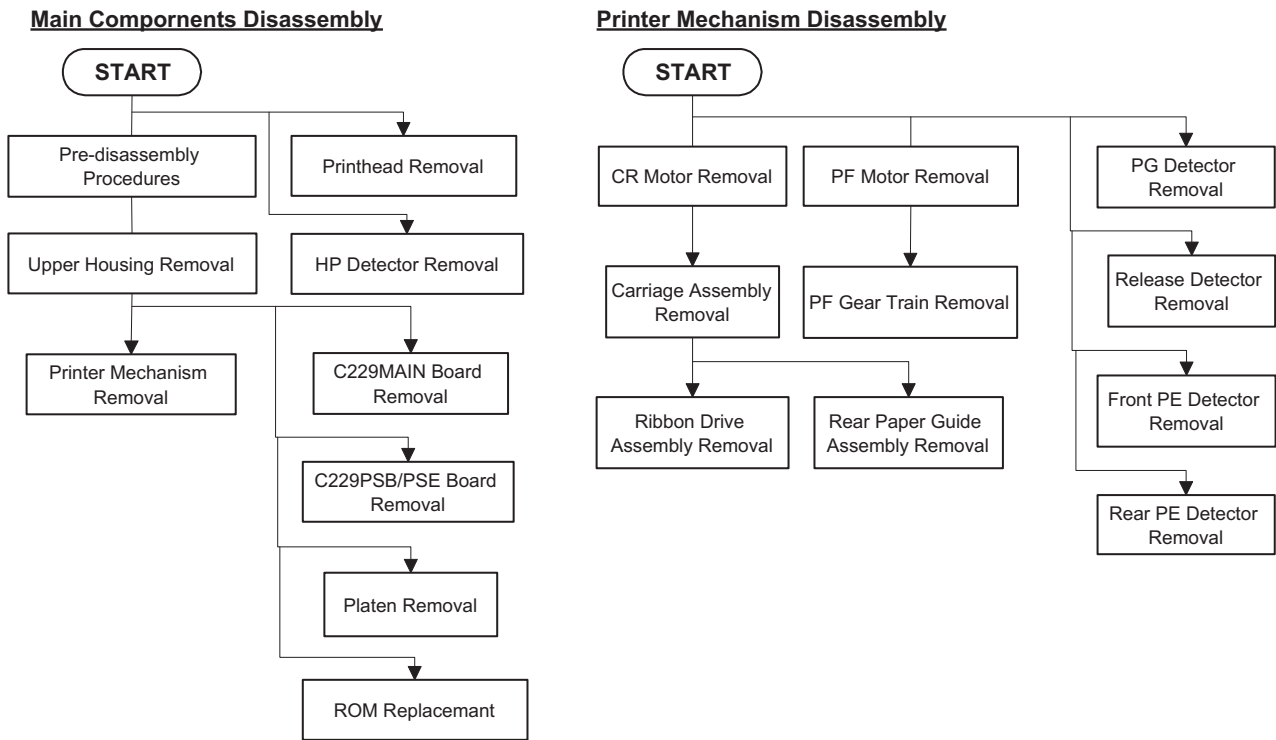 Main Compornents Disassembly
START
Pre-disassembly
Procedures
Printhead Removal
Upper Housing Removal
HP Detector Removal
Printer Mechanism
Removal
C229MAIN Board
Removal
C229PSB/PSE Board
Removal
Platen Removal
ROM Replacemant
Printer Mechanism Disassembly
START
CR Motor Removal
PF Motor Removal
PG Detector
Removal
Carriage Assembly
Removal
PF Gear Train Removal
Release Detector
Removal
Ribbon Drive
Assembly Removal
Rear Paper Guide
Assembly Removal
Front PE Detector
Removal
Rear PE Detector
Removal